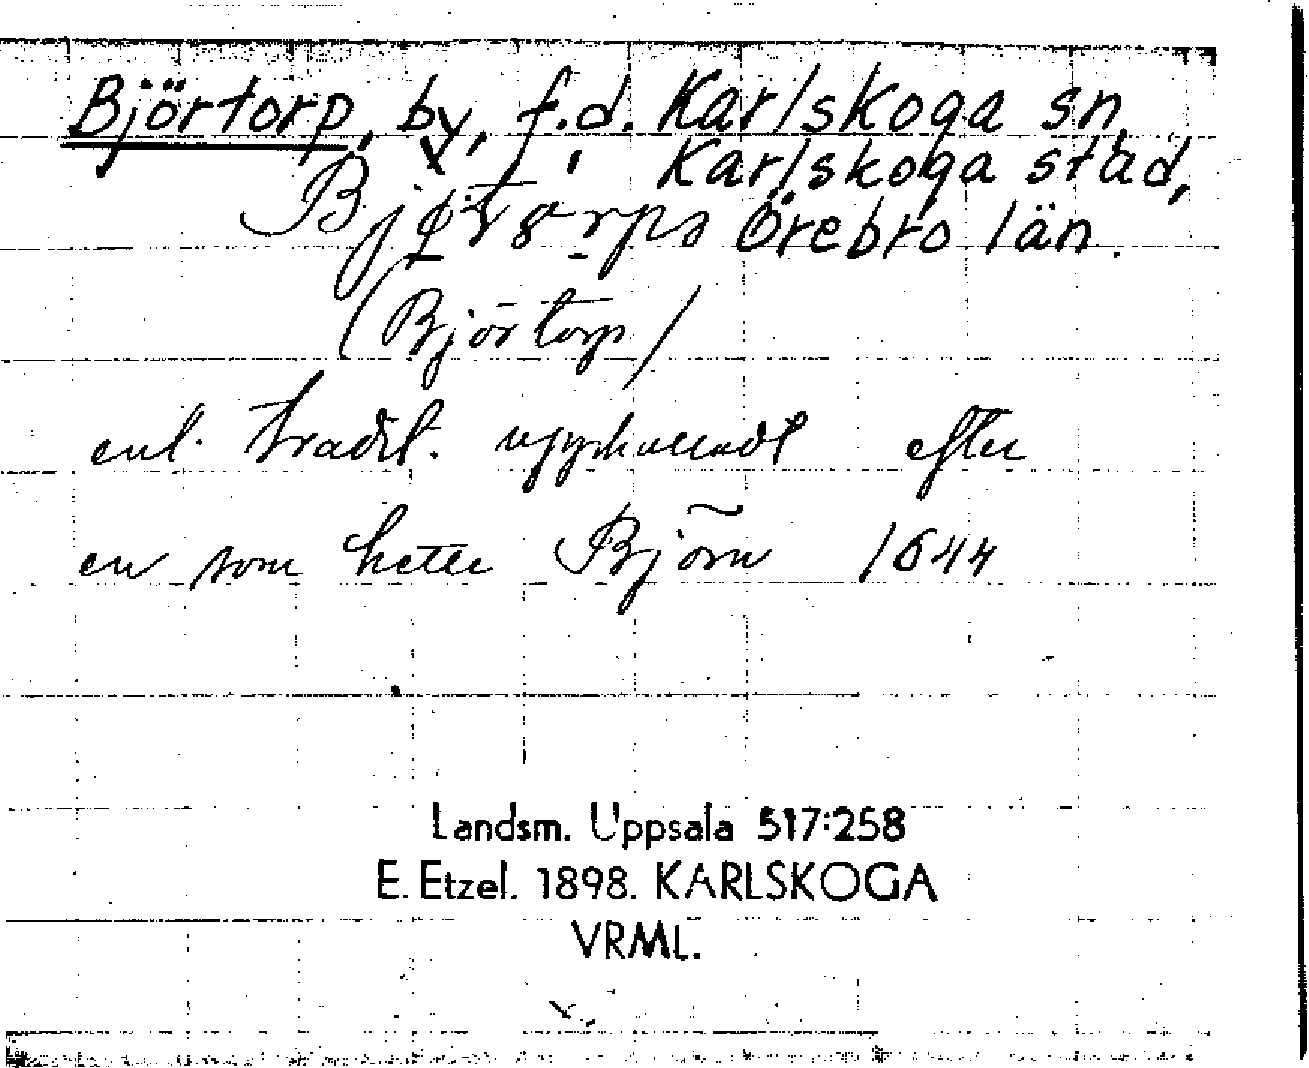 Björtorp, by, f.d. Karlskoga sn,
Karlskoga stad,
Örebro län.
(Björtorp)
enl. tradit. uppkalladt efter
en som hette Björn 1644
Landsm. Uppsala 517:258
E. Etzel. 1898. KARLSKOGA
VRML.